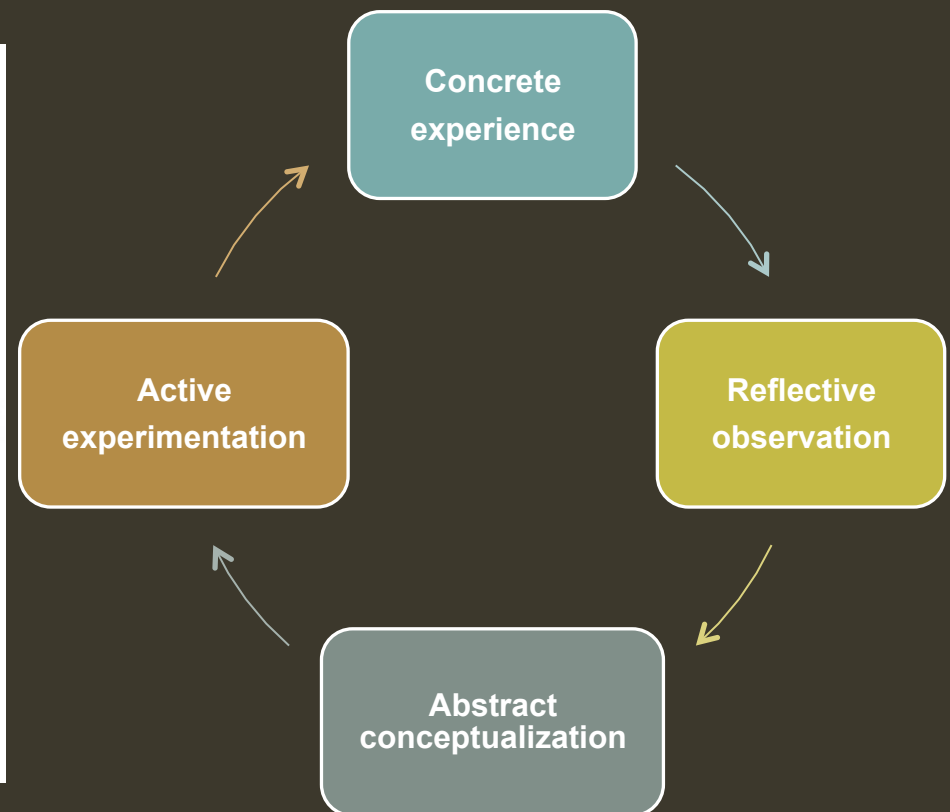 Concrete
experience
Active
experimentation
Reflective
observation
Abstract
conceptualization